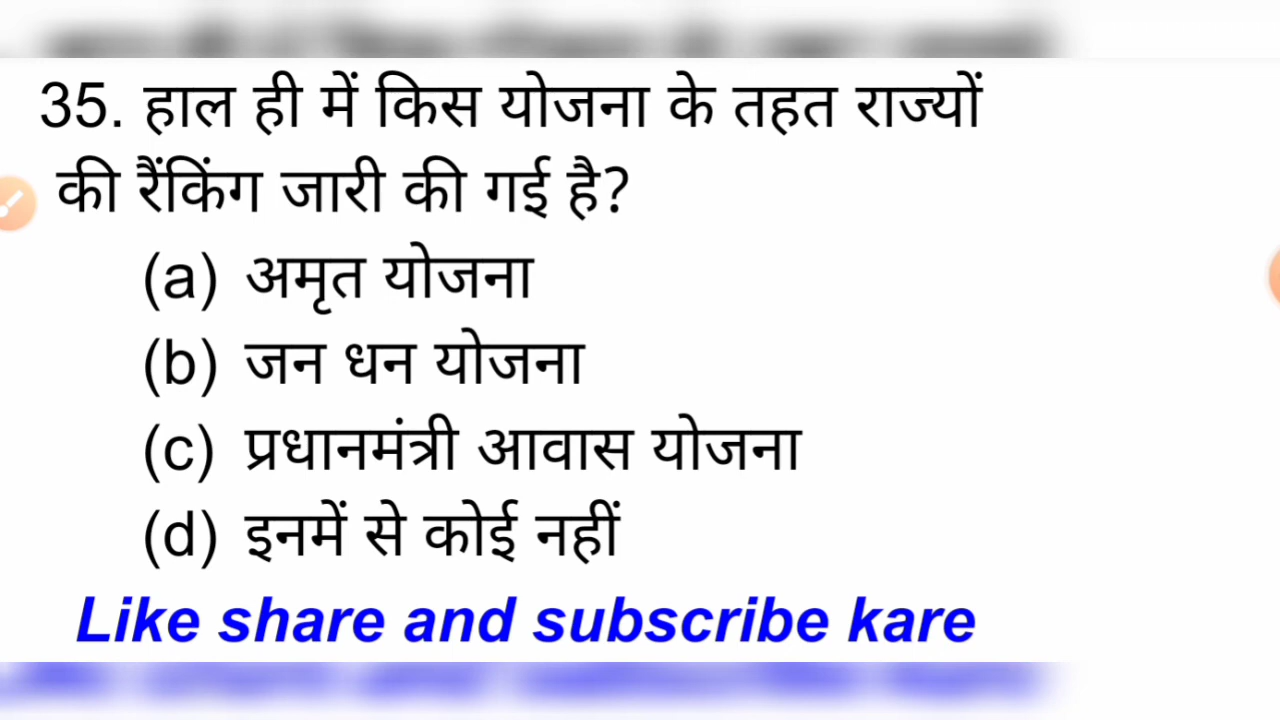 35. हाल ही में किस योजना के तहत राज्यों
की रैंकिंग जारी की गई है?
(a) अमृत योजना
(b) जन धन योजना
(c) प्रधानमंत्री आवास योजना
(d) इनमें से कोई नहीं
Like share and subscribe kare